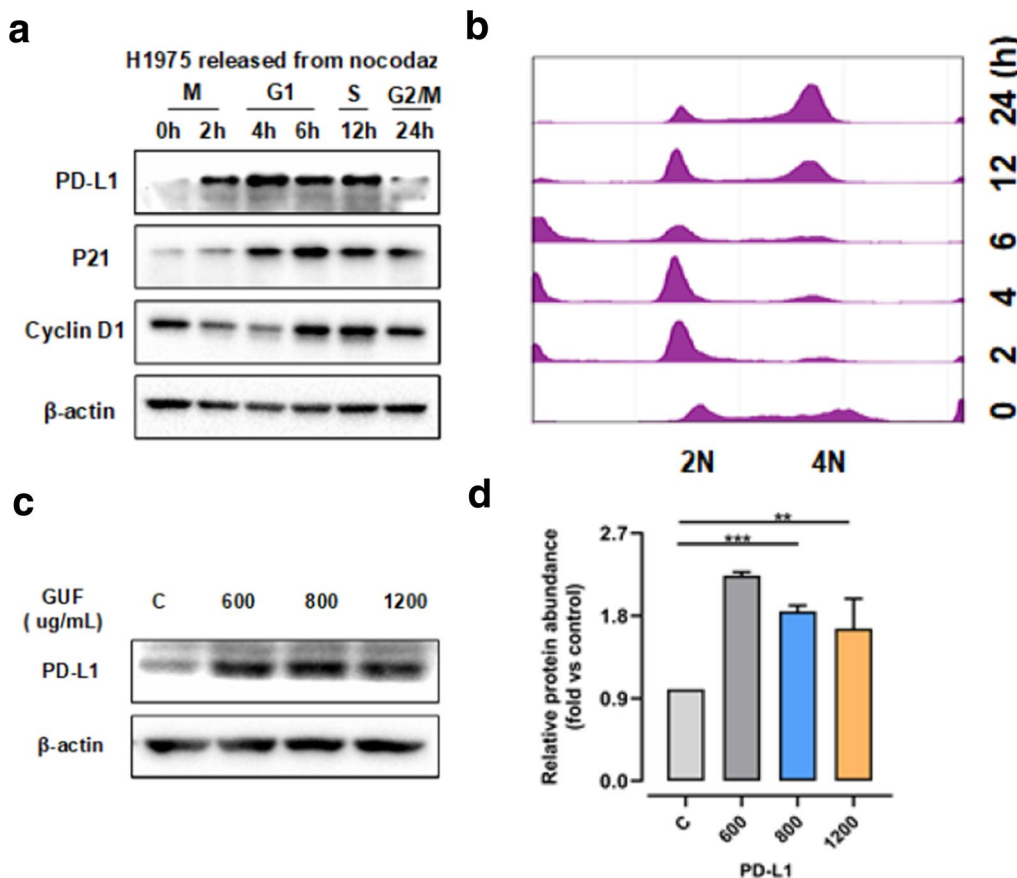 a
H1975 released from nocodaz
M G1 S G2/M
0h 2h 4h 6h 12h 24h
PD-L1
P21
Cyclin D1
β-actin
b
24 (h)
12
6
4
2
0
2N 4N
c
GUF C 600 800 1200
( ug/mL)
PD-L1
β-actin
d
Relative protein abundance
(fold vs control)
2.7
1.8
0.9
0.0
**
***
C 600 800 1200
PD-L1